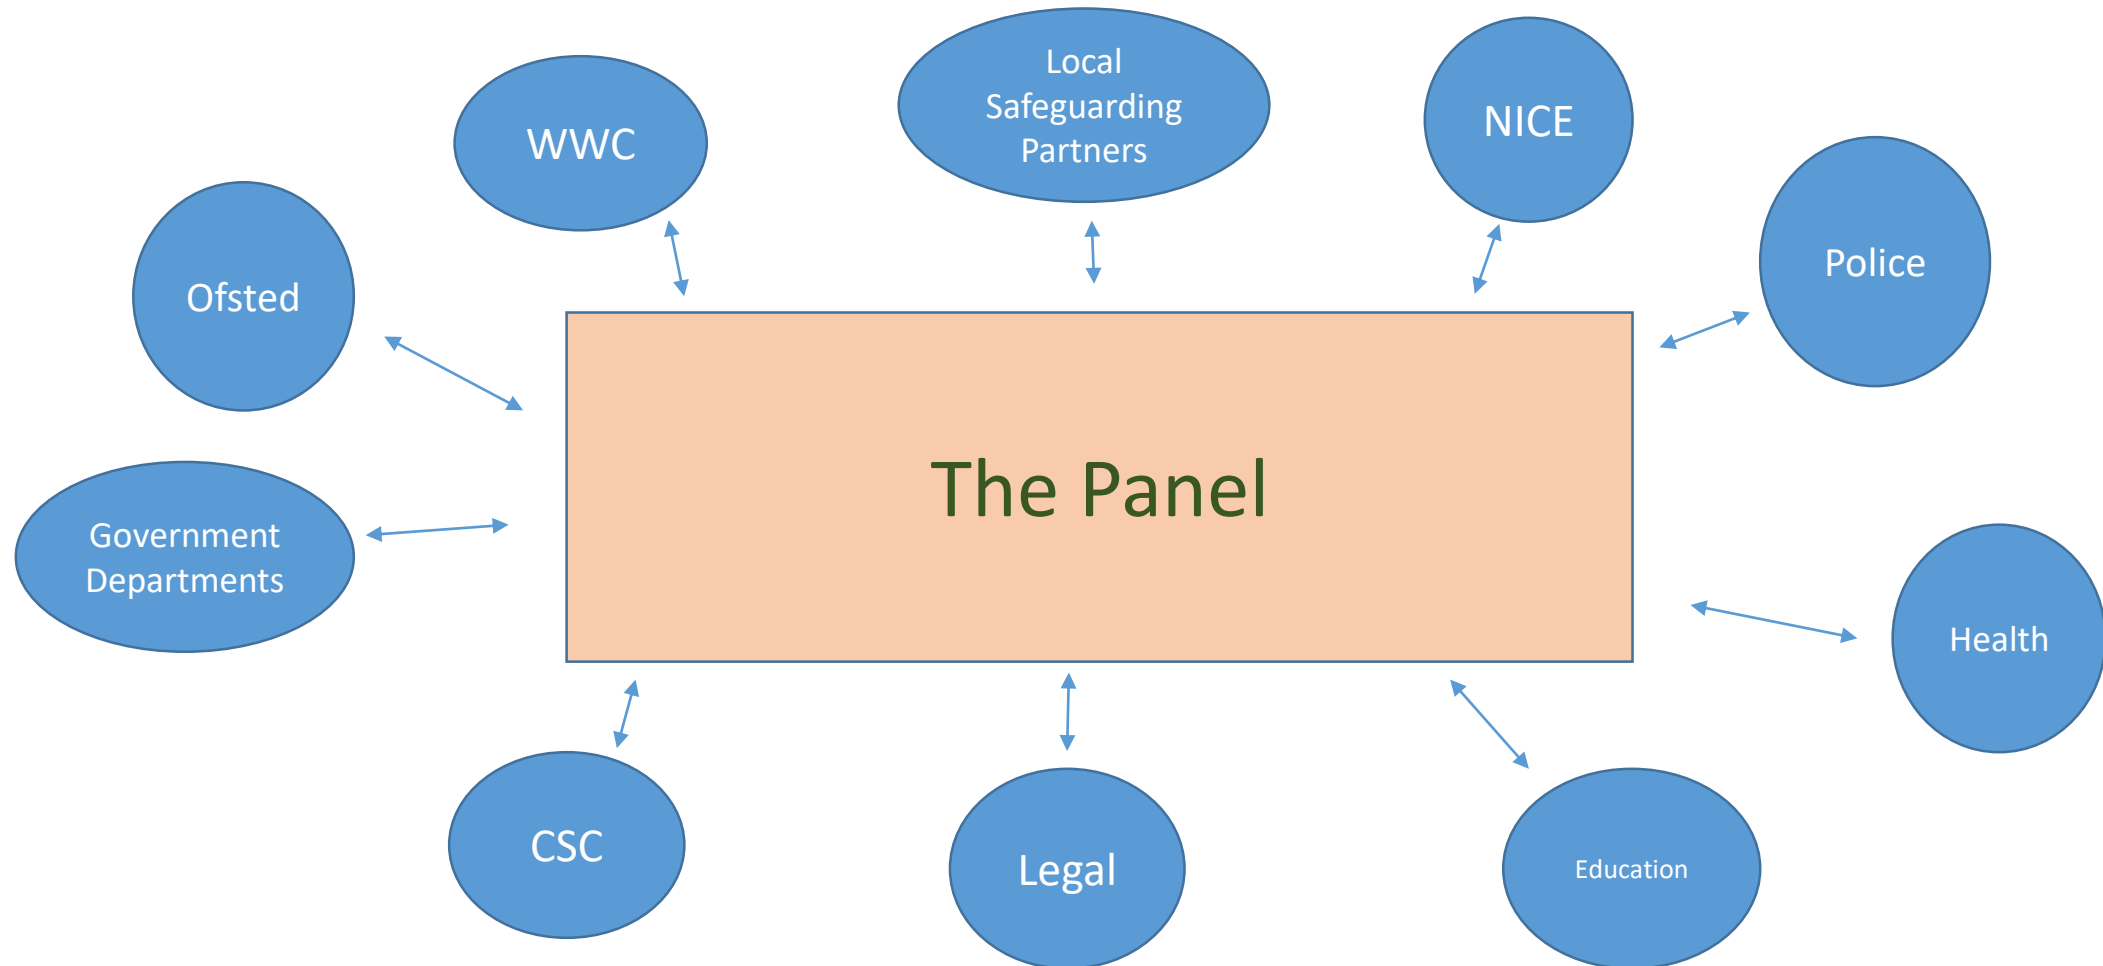 Local
Safeguarding
Partners
NICE
WWC
Police
Ofsted
The Panel
Government
Departments
Health
CSC
Legal
Education